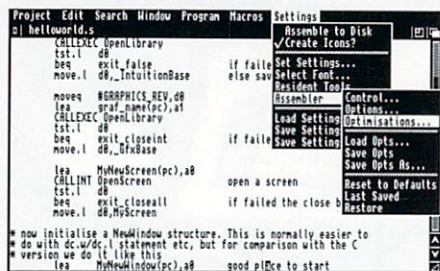 Project Edit Search Window Program Macros Settings
helloworld.s
Assemble to Disk
✓Create Icons?
Set Settings...
Select Font...
Resident Tools
Assembler
Load Setting
Save Setting
Save Setting
Control...
Options...
Optimisations...
Load Opts...
Save Opts
Save Opts As...
Reset to Defaults
Last Saved
Restore
CALLEXEC OpenLibrary
tst.l d0
beq exit_false if faile
move.l d0,_IntuitionBase else sav
moveq #GRAPHICS_REV,d0
lea graf_name(pc),a1
CALLEXEC OpenLibrary
tst.l d0
beq exit_closeint if faile
move.l d0,_GfxBase
lea MyNewScreen(pc),a0
CALLINT OpenScreen open a screen
tst.l d0
beq exit_closeall if failed the close b
move.l d0,MyScreen
* now initialise a NewWindow structure. This is normally easier to
* do with dc.w/dc.l statement etc, but for comparison with the C
* version we do it like this
lea MyNewWindow(pc),a0 good place to start